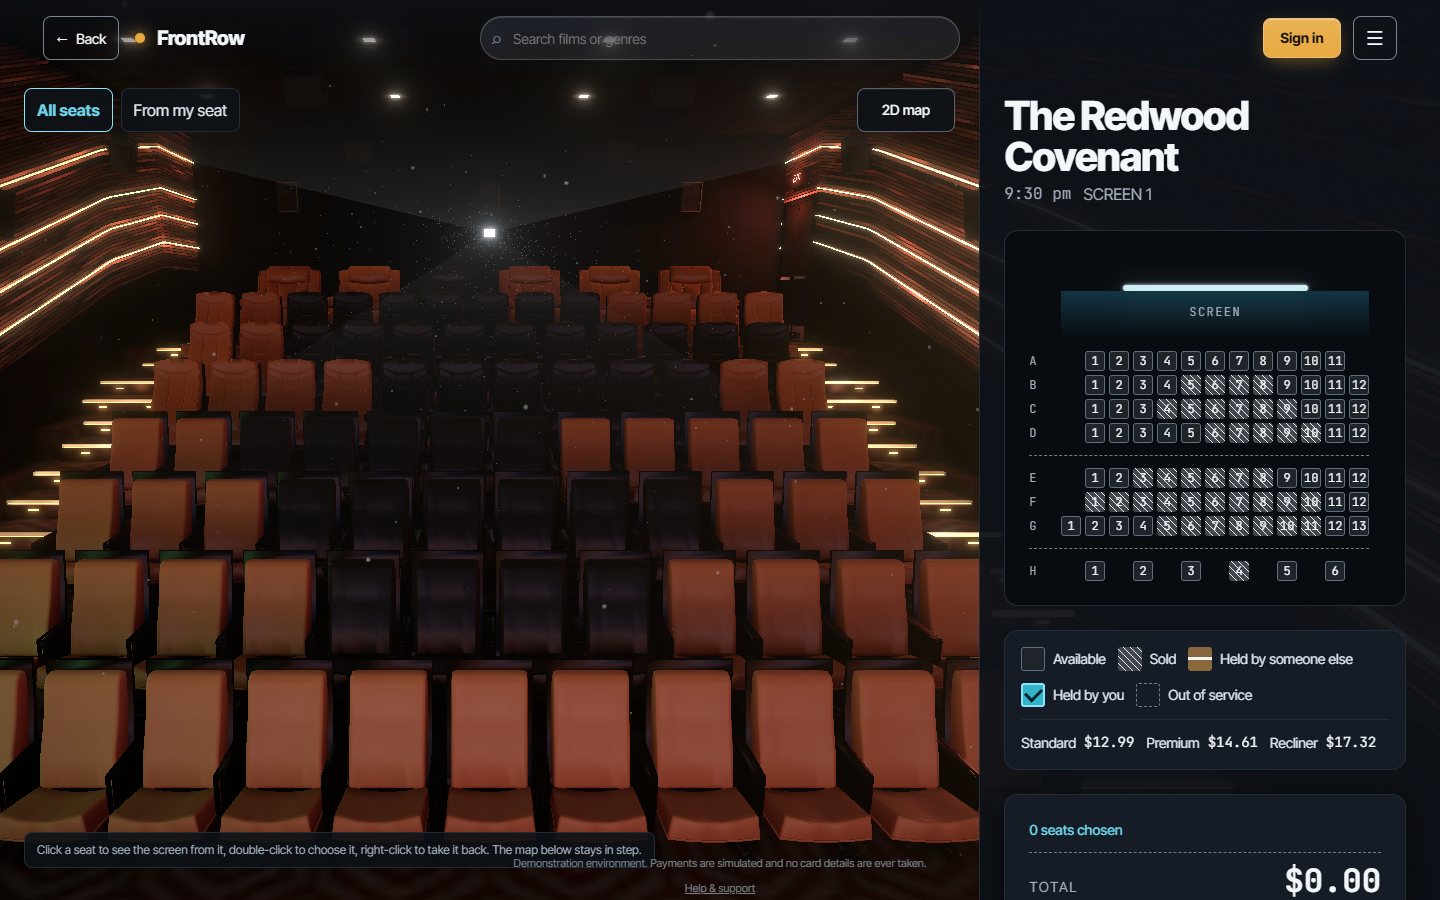 ← Back
FrontRow
Search films or genres
Sign in
All seats
From my seat
2D map
The Redwood
Covenant
9:30 pm SCREEN 1
SCREEN
A 1 2 3 4 5 6 7 8 9 10 11
B 1 2 3 4 5 6 7 8 9 10 11 12
C 1 2 3 4 5 6 7 8 9 10 11 12
D 1 2 3 4 5 6 7 8 9 10 11 12
E 1 2 3 4 5 6 7 8 9 10 11 12
F 1 2 3 4 5 6 7 8 9 10 11 12
G 1 2 3 4 5 6 7 8 9 10 11 12 13
H 1 2 3 4 5 6
Available Sold Held by someone else
Held by you Out of service
Standard $12.99 Premium $14.61 Recliner $17.32
0 seats chosen
TOTAL $0.00
Click a seat to see the screen from it, double-click to choose it, right-click to take it back. The map below stays in step.
Demonstration environment. Payments are simulated and no card details are ever taken.
Help & support